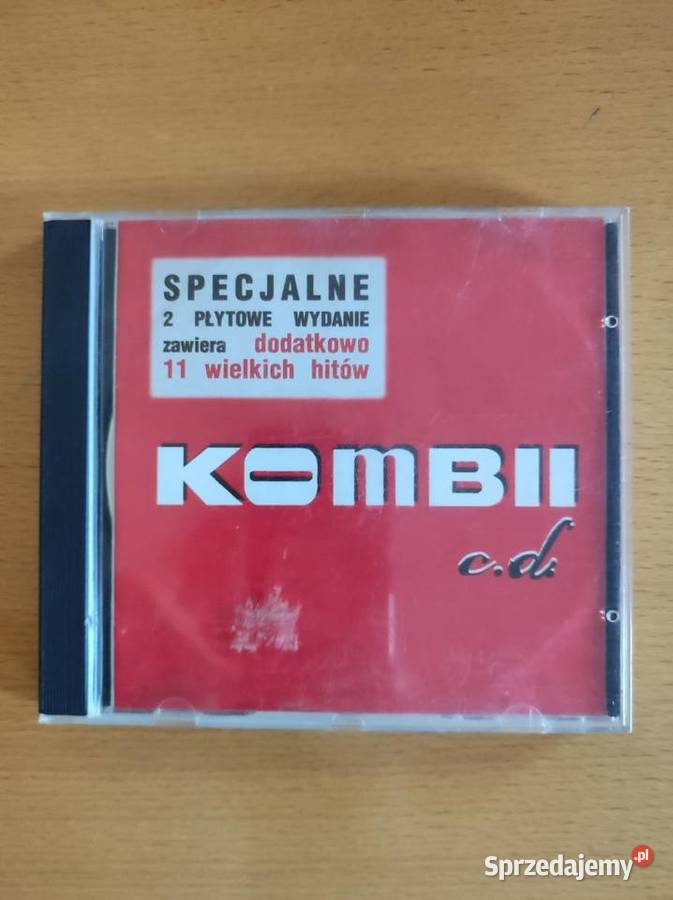 SPECJALNE
2 PŁYTOWE WYDANIE
zawiera dodatkowo
11 wielkich hitów
KOMBII
c.d.
Sprzedajemy.pl